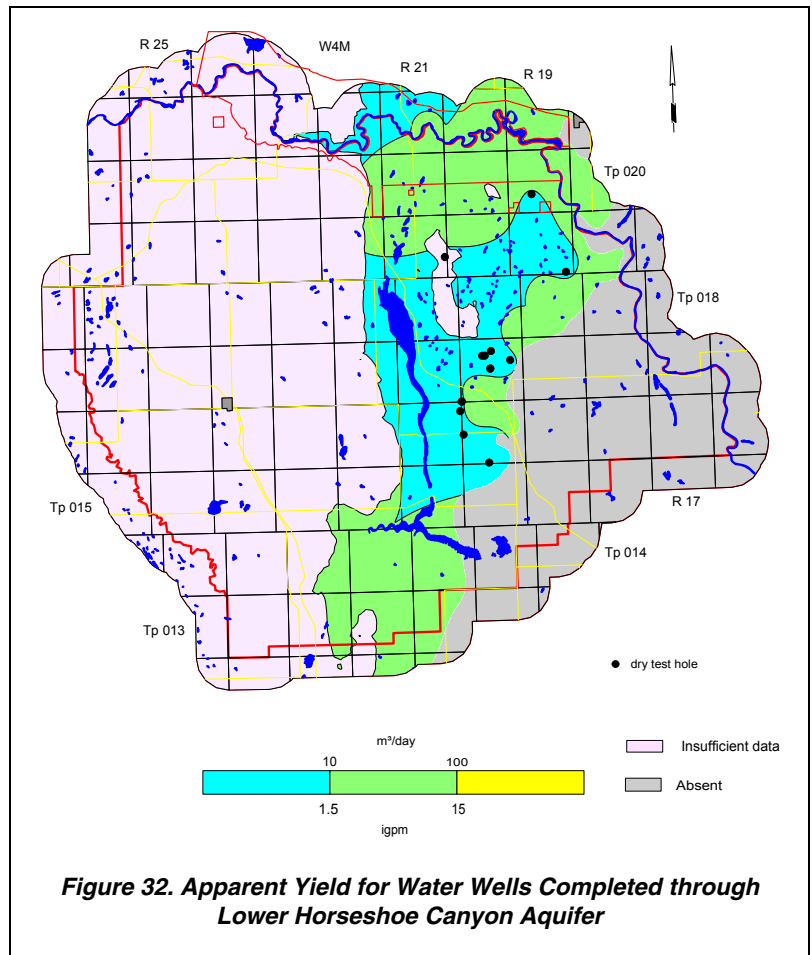 W4M
R 25
R 21
R 19
Tp 020
Tp 018
Tp 015
R 17
Tp 014
Tp 013
dry test hole
m³/day
10
100
1.5
15
igpm
Insufficient data
Absent
Figure 32. Apparent Yield for Water Wells Completed through
Lower Horseshoe Canyon Aquifer